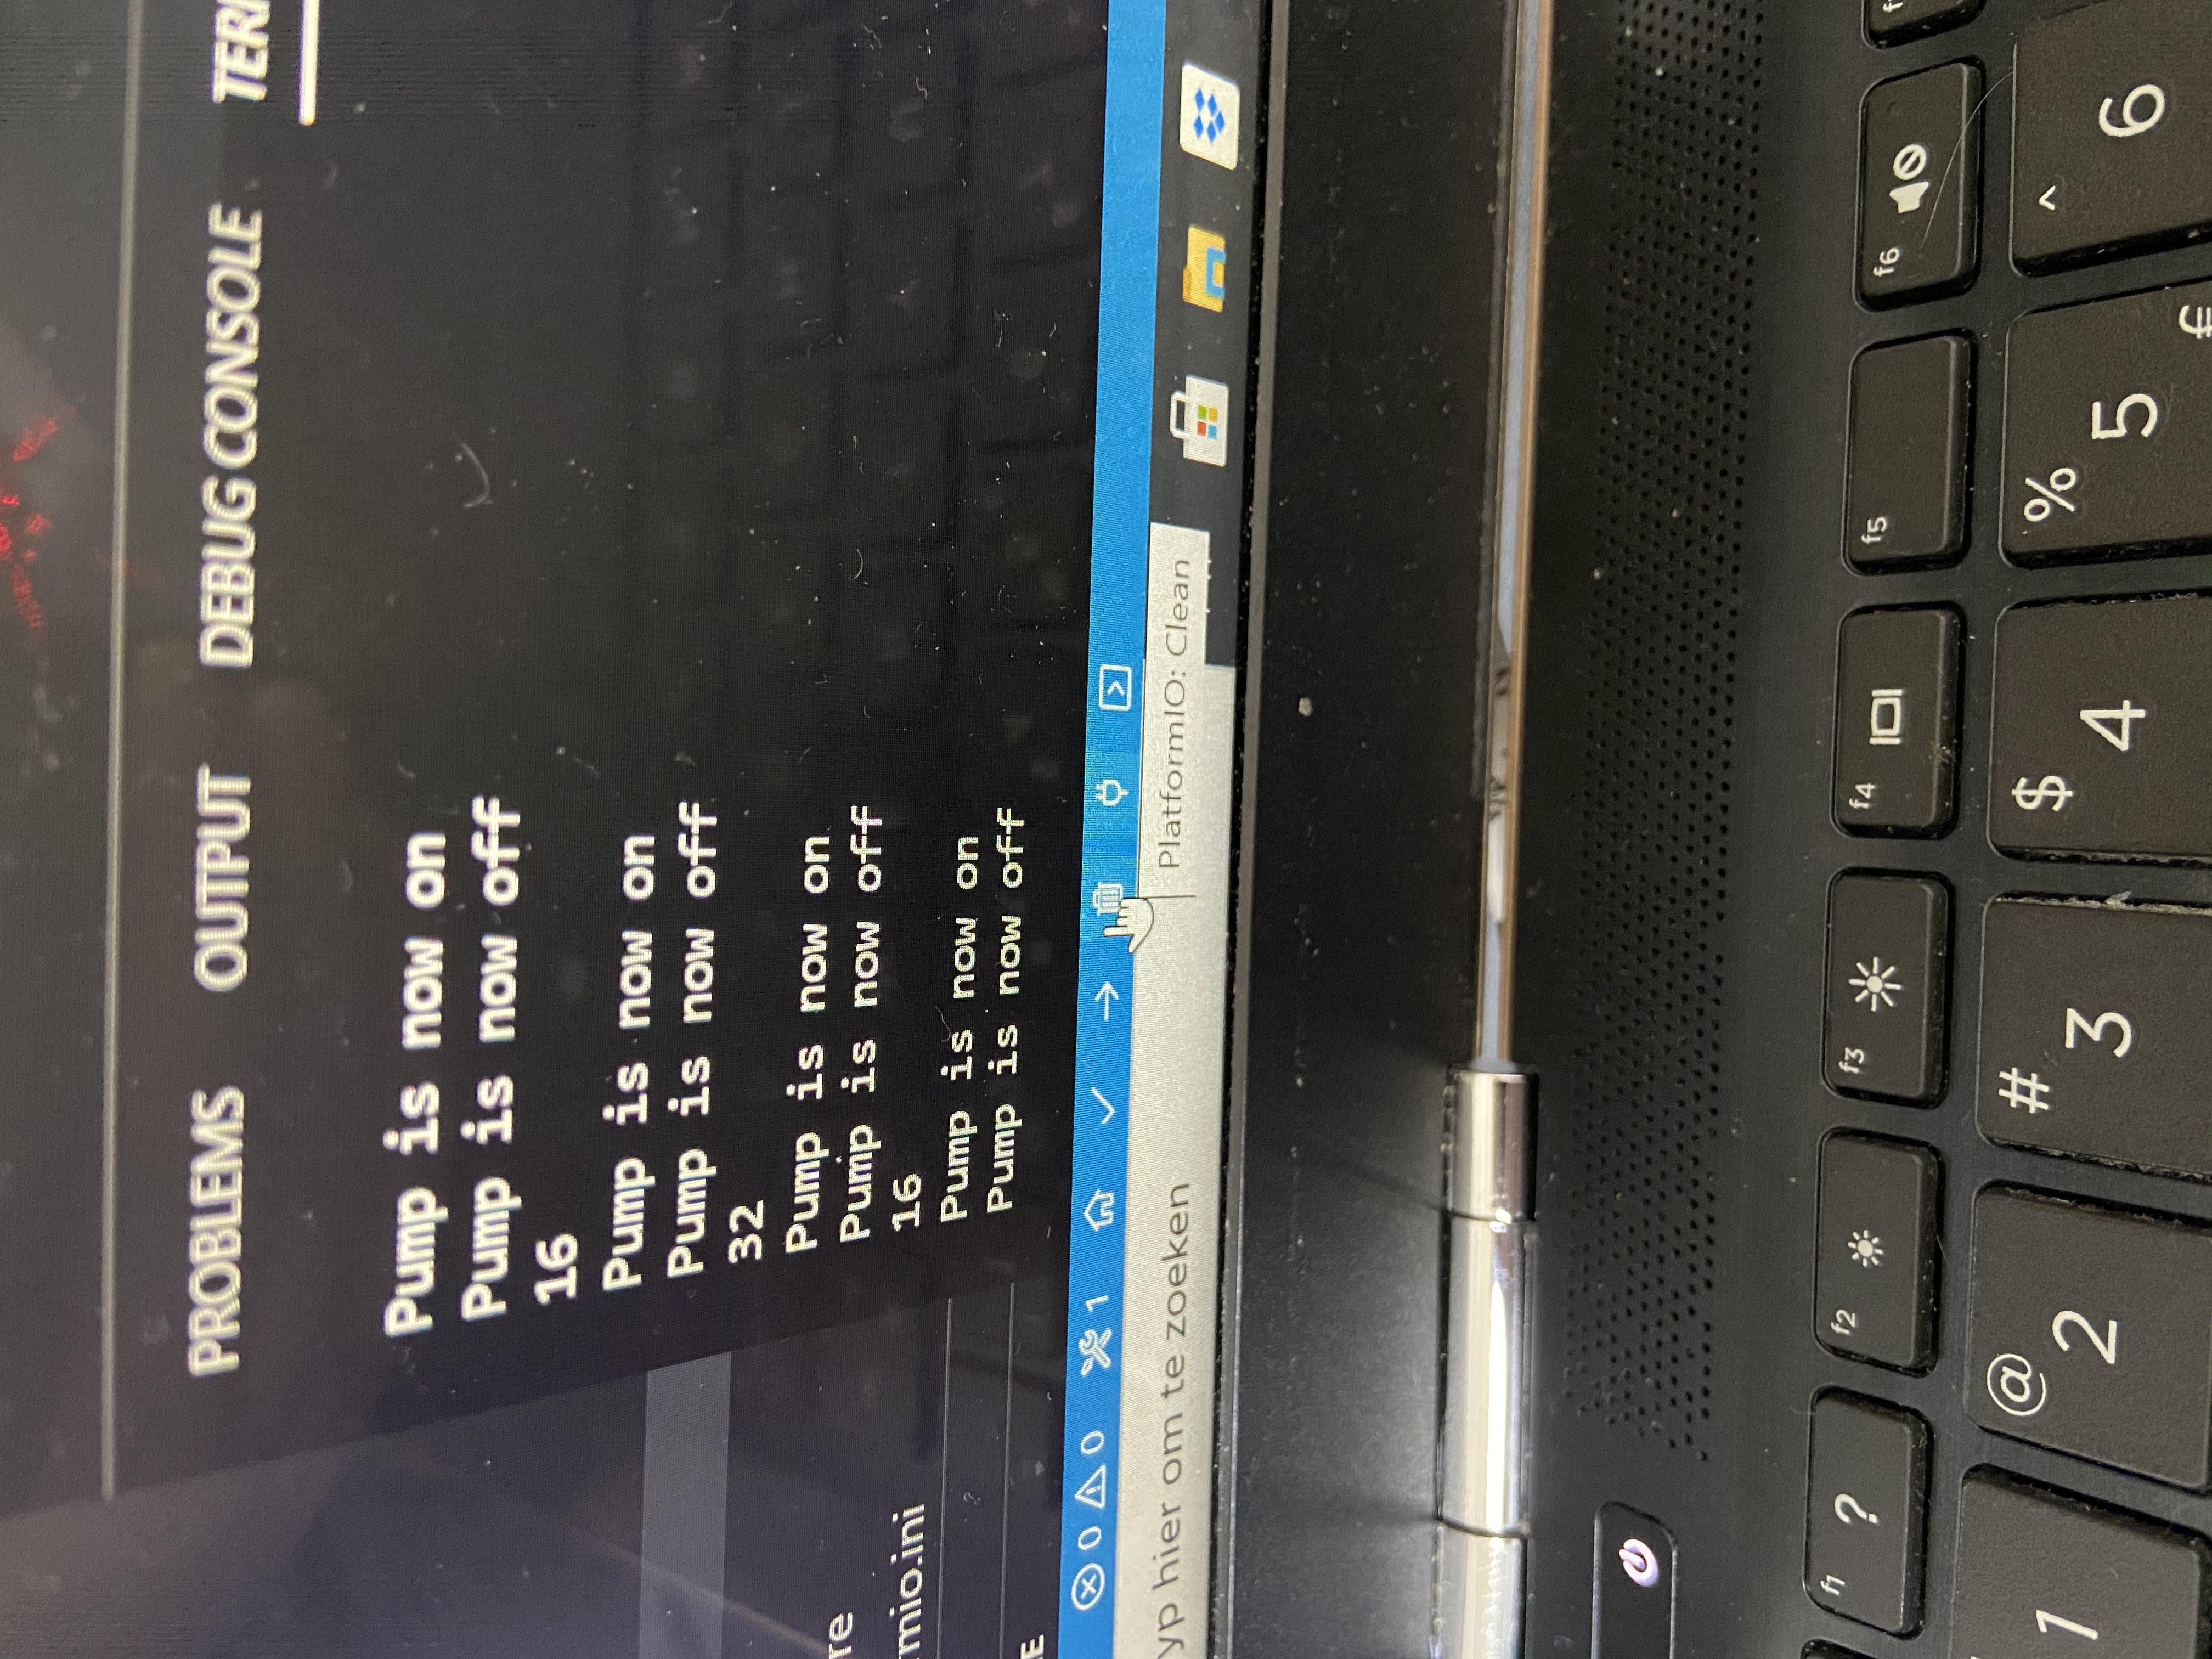 PROBLEMS OUTPUT DEBUG CONSOLE
Pump is now on
Pump is now off
16
Pump is now on
Pump is now off
32
Pump is now on
Pump is now off
16
Pump is now on
Pump is now off
re
rmio.ini
E
0 0 1
yp hier om te zoeken
PlatformIO: Clean
f1 ? f2 f3 f4 f5 f6
1 @ 2 # 3 $ 4 % 5 € ^ 6